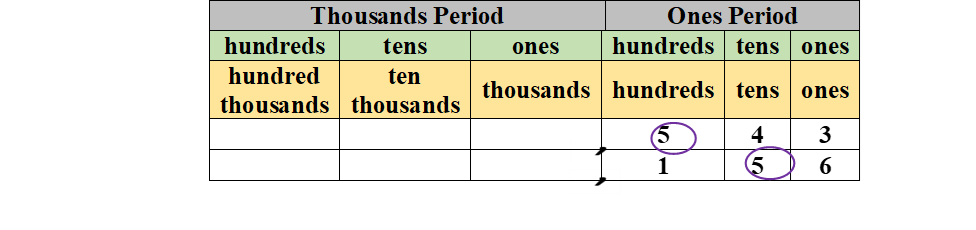 Thousands Period Ones Period
hundreds tens ones hundreds tens ones
hundred thousands ten thousands thousands hundreds tens ones
5 4 3
,
1 5 6
,